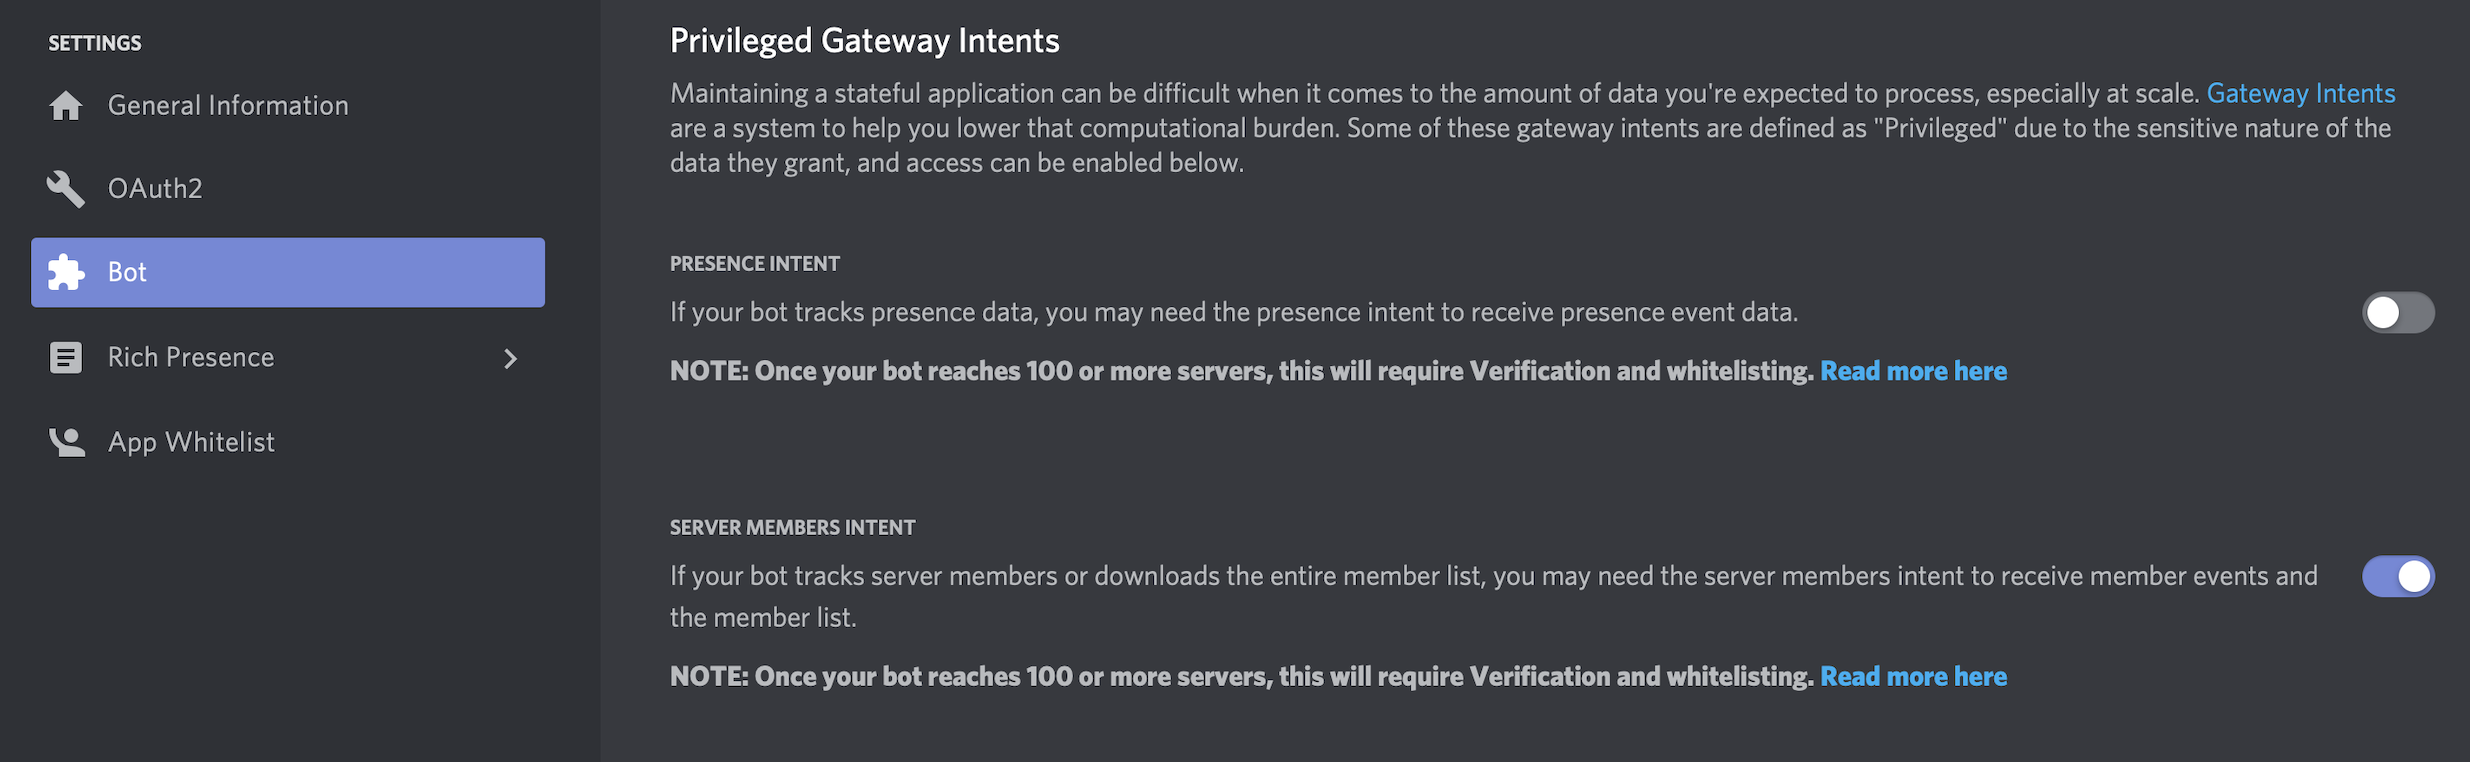 SETTINGS
General Information
OAuth2
Bot
Rich Presence
App Whitelist
Privileged Gateway Intents
Maintaining a stateful application can be difficult when it comes to the amount of data you're expected to process, especially at scale. Gateway Intents
are a system to help you lower that computational burden. Some of these gateway intents are defined as "Privileged" due to the sensitive nature of the
data they grant, and access can be enabled below.
PRESENCE INTENT
If your bot tracks presence data, you may need the presence intent to receive presence event data.
NOTE: Once your bot reaches 100 or more servers, this will require Verification and whitelisting. Read more here
SERVER MEMBERS INTENT
If your bot tracks server members or downloads the entire member list, you may need the server members intent to receive member events and
the member list.
NOTE: Once your bot reaches 100 or more servers, this will require Verification and whitelisting. Read more here